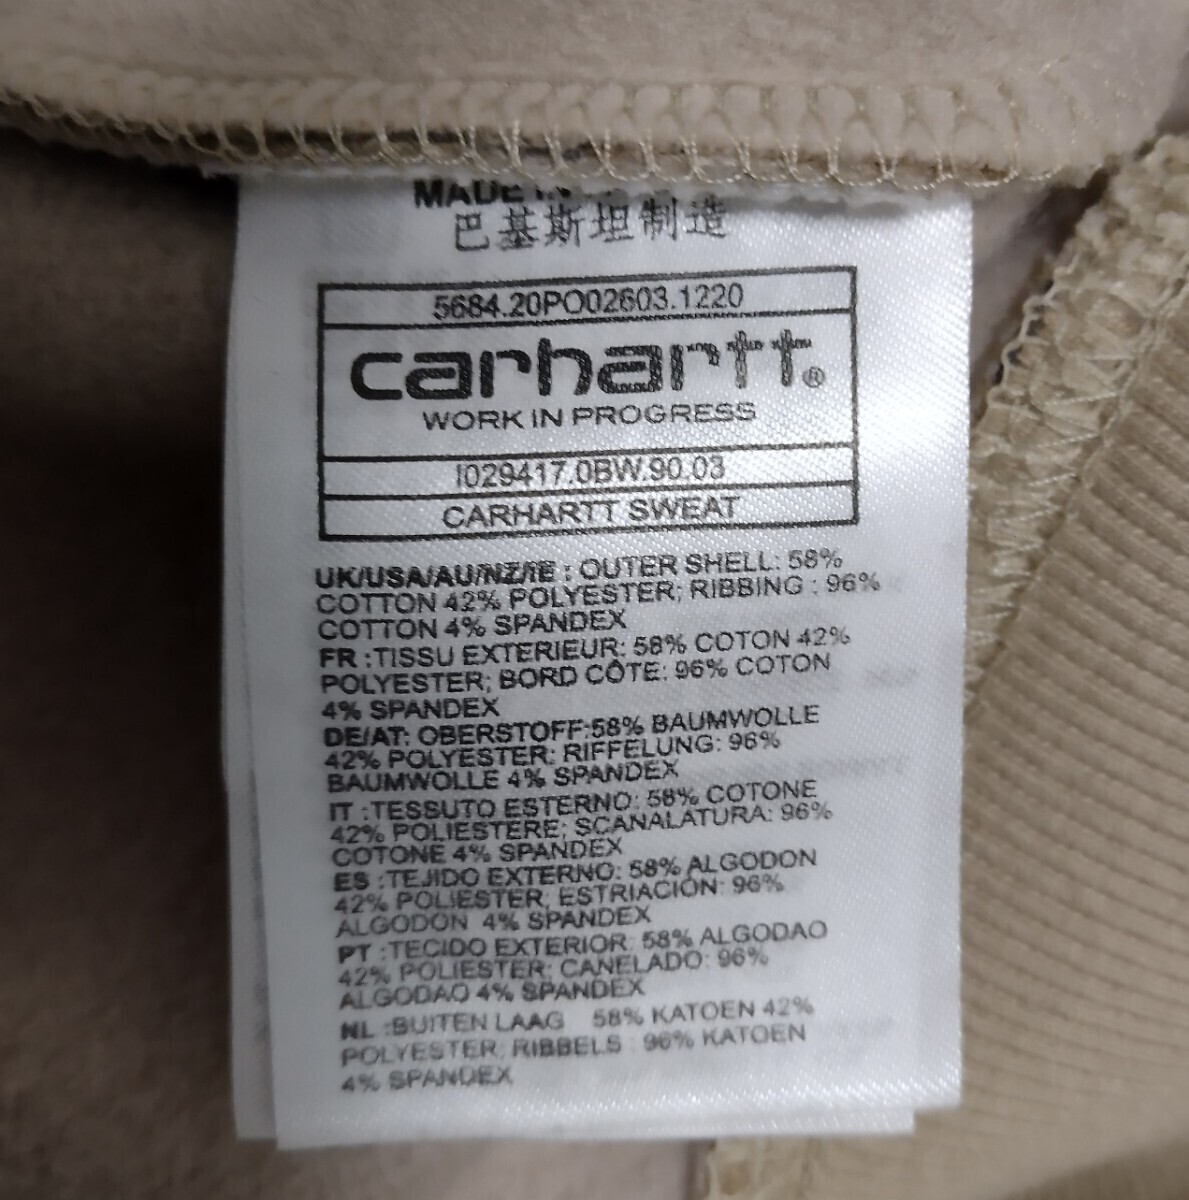 MADE IN
巴基斯坦制造
5684.20PO02603.1220
carhartt®
WORK IN PROGRESS
I029417.0BW.90.03
CARHARTT SWEAT
UK/USA/AU/NZ/IE : OUTER SHELL: 58%
COTTON 42% POLYESTER; RIBBING : 96%
COTTON 4% SPANDEX
FR :TISSU EXTERIEUR: 58% COTON 42%
POLYESTER; BORD CÔTE: 96% COTON
4% SPANDEX
DE/AT: OBERSTOFF:58% BAUMWOLLE
42% POLYESTER: RIFFELUNG: 96%
BAUMWOLLE 4% SPANDEX
IT :TESSUTO ESTERNO: 58% COTONE
42% POLIESTERE; SCANALATURA: 96%
COTONE 4% SPANDEX
ES :TEJIDO EXTERNO: 58% ALGODON
42% POLIESTER; ESTRIACIÓN: 96%
ALGODON 4% SPANDEX
PT :TECIDO EXTERIOR: 58% ALGODAO
42% POLIESTER; CANELADO: 96%
ALGODAO 4% SPANDEX
NL :BUITEN LAAG 58% KATOEN 42%
POLYESTER; RIBBELS : 96% KATOEN
4% SPANDEX